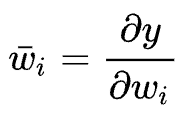 w̄ᵢ = ∂y / ∂wᵢ